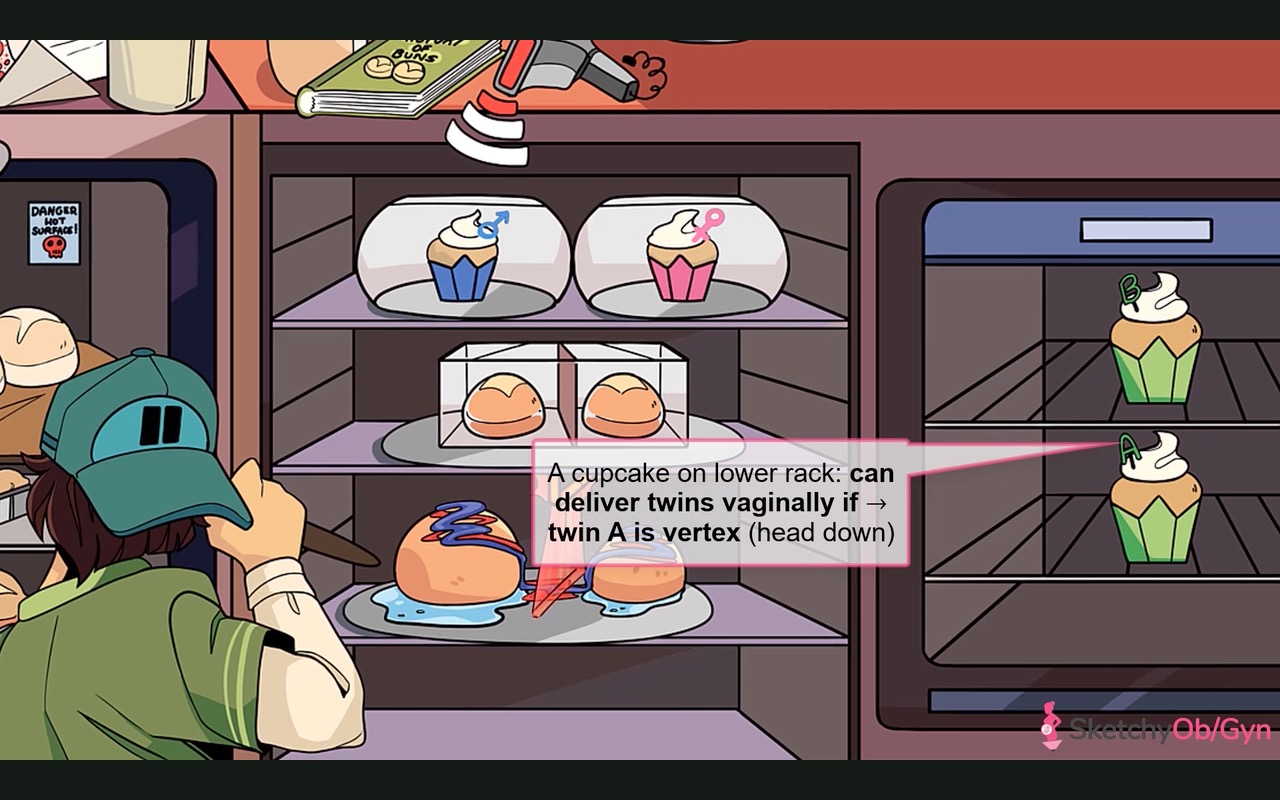 OF
BUNS
DANGER
HOT
SURFACE!
B
A
A cupcake on lower rack: can
deliver twins vaginally if →
twin A is vertex (head down)
SketchyOb/Gyn